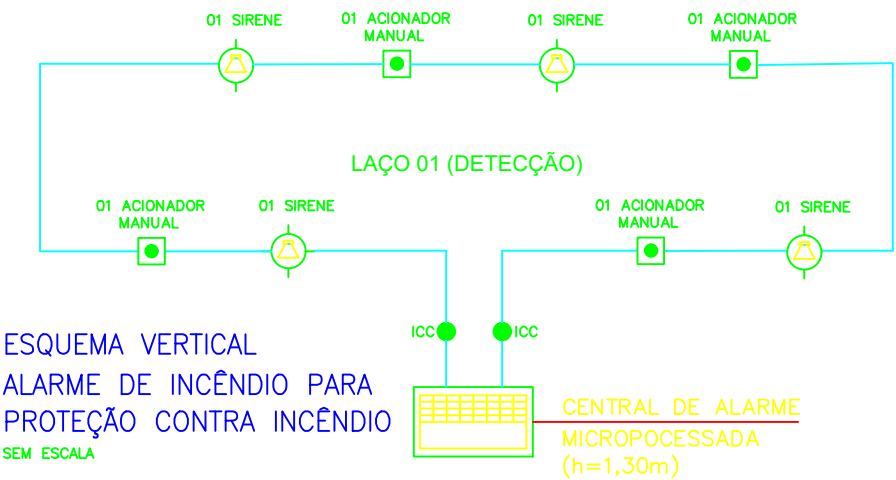 01 SIRENE
01 ACIONADOR
MANUAL
01 SIRENE
01 ACIONADOR
MANUAL
LAÇO 01 (DETECÇÃO)
01 ACIONADOR
MANUAL
01 SIRENE
01 ACIONADOR
MANUAL
01 SIRENE
ICC
ICC
ESQUEMA VERTICAL
ALARME DE INCÊNDIO PARA
PROTEÇÃO CONTRA INCÊNDIO
SEM ESCALA
CENTRAL DE ALARME
MICROPOCESSADA
(h=1,30m)